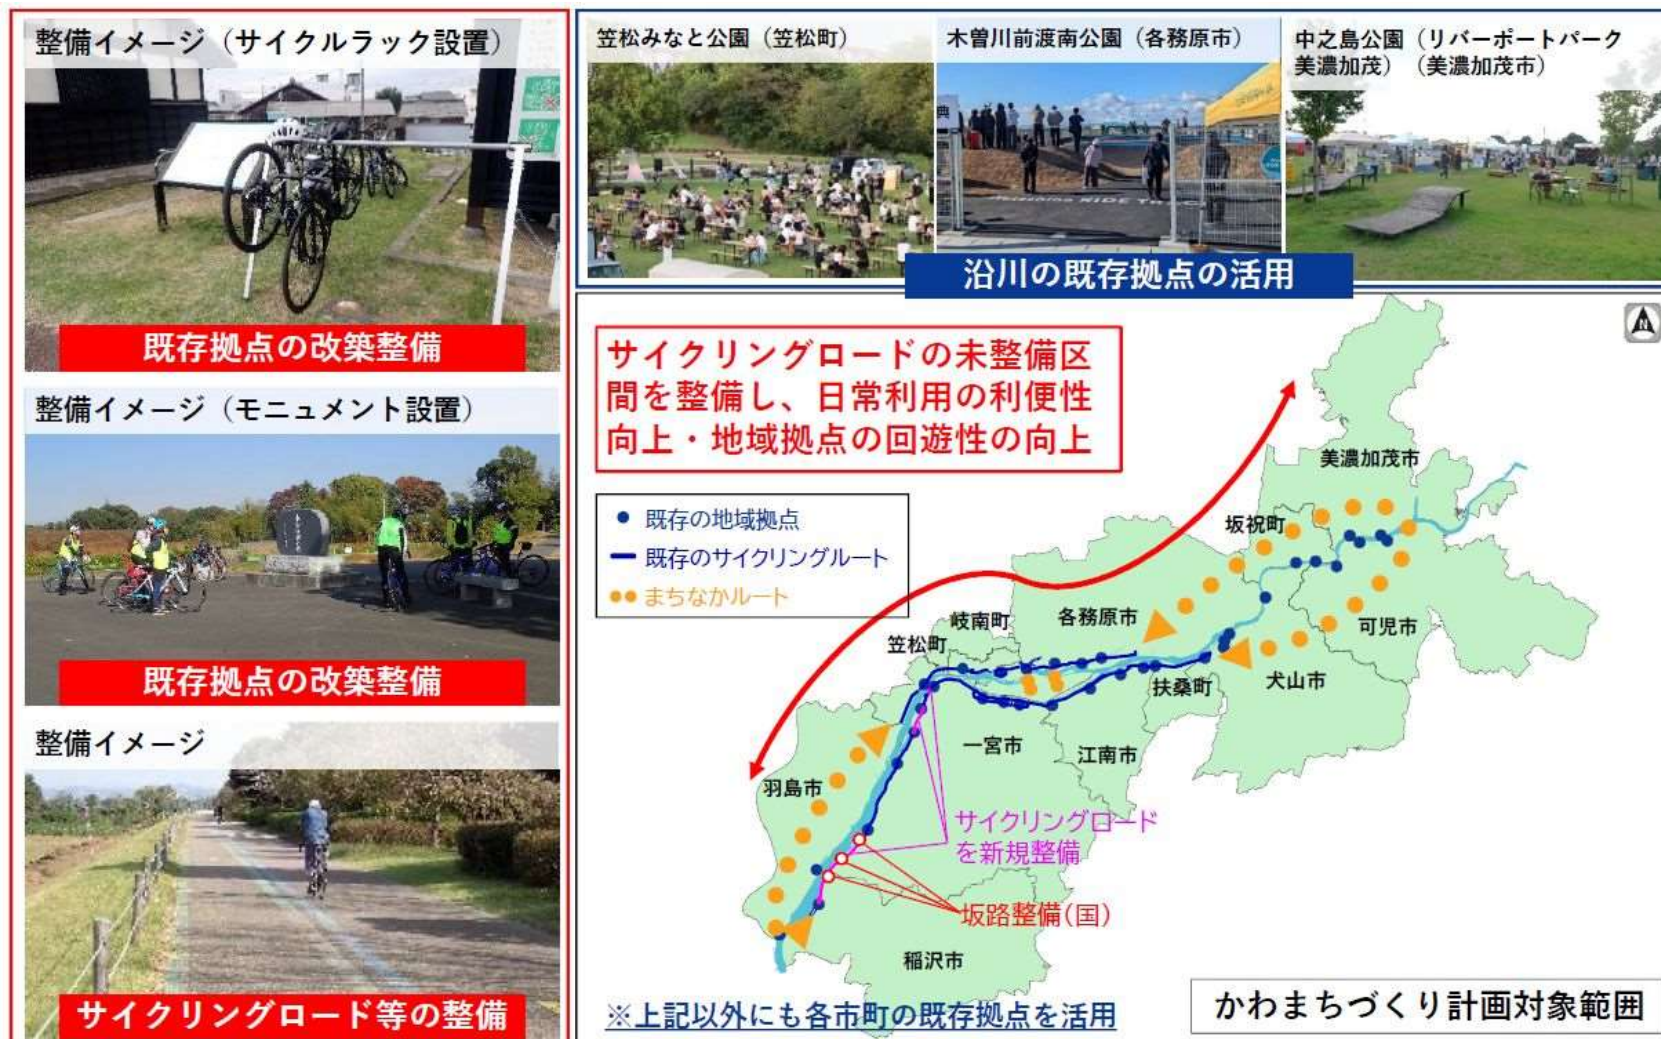 整備イメージ（サイクルラック設置）
既存拠点の改築整備
整備イメージ（モニュメント設置）
既存拠点の改築整備
整備イメージ
サイクリングロード等の整備
笠松みなと公園（笠松町）
木曽川前渡南公園（各務原市）
中之島公園（リバーポートパーク
美濃加茂）（美濃加茂市）
沿川の既存拠点の活用
サイクリングロードの未整備区
間を整備し、日常利用の利便性
向上・地域拠点の回遊性の向上
N
既存の地域拠点
既存のサイクリングルート
まちなかルート
美濃加茂市
坂祝町
各務原市
岐南町
笠松町
可児市
犬山市
扶桑町
一宮市
江南市
羽島市
サイクリングロード
を新規整備
坂路整備(国)
稲沢市
※上記以外にも各市町の既存拠点を活用
かわまちづくり計画対象範囲